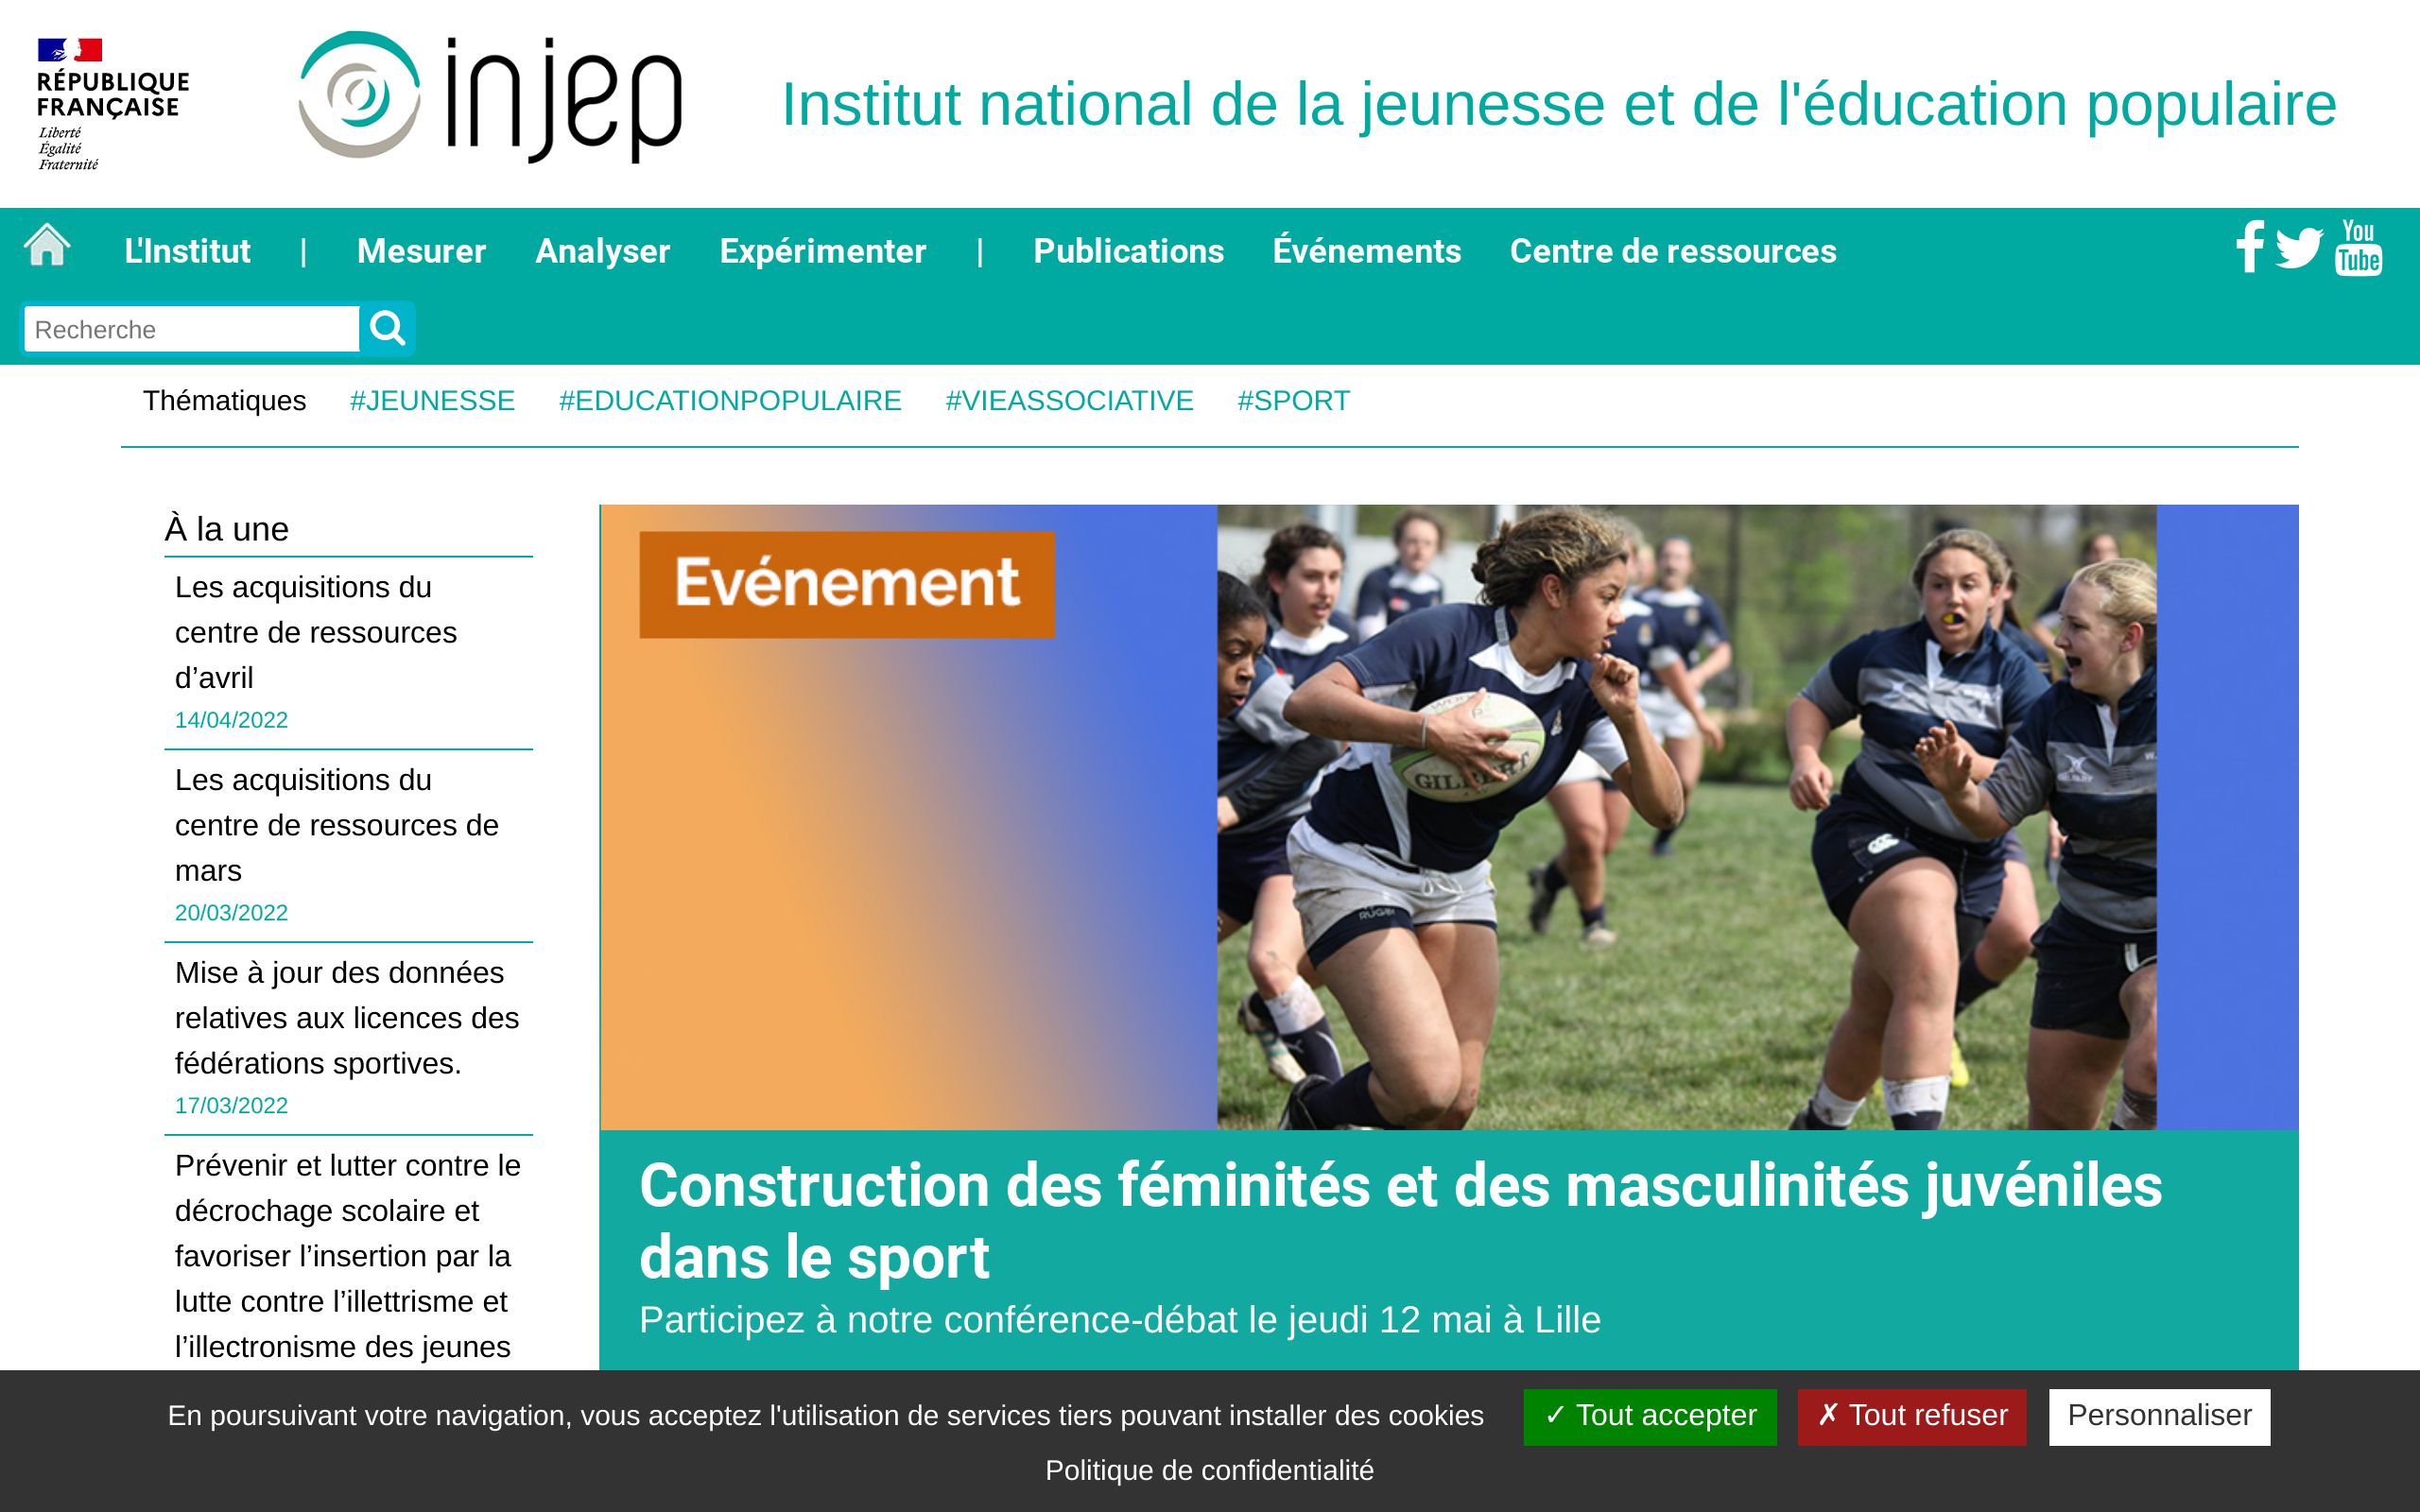 RÉPUBLIQUE
FRANÇAISE
Liberté
Égalité
Fraternité
injep
Institut national de la jeunesse et de l'éducation populaire
L'Institut | Mesurer Analyser Expérimenter | Publications Événements Centre de ressources
You
Tube
Recherche
Thématiques #JEUNESSE #EDUCATIONPOPULAIRE #VIEASSOCIATIVE #SPORT
À la une
Les acquisitions du
centre de ressources
d’avril
14/04/2022
Les acquisitions du
centre de ressources de
mars
20/03/2022
Mise à jour des données
relatives aux licences des
fédérations sportives.
17/03/2022
Prévenir et lutter contre le
décrochage scolaire et
favoriser l’insertion par la
lutte contre l’illettrisme et
l’illectronisme des jeunes
Evénement
GILBERT
RUGBY
Construction des féminités et des masculinités juvéniles
dans le sport
Participez à notre conférence-débat le jeudi 12 mai à Lille
En poursuivant votre navigation, vous acceptez l'utilisation de services tiers pouvant installer des cookies
✓ Tout accepter
✗ Tout refuser
Personnaliser
Politique de confidentialité